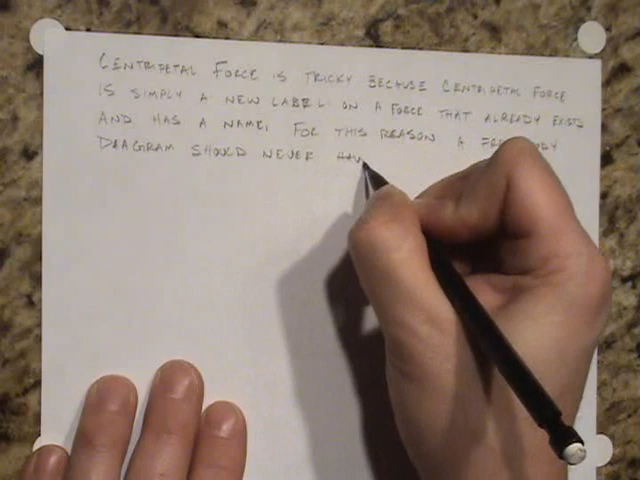 CENTRIPETAL FORCE IS TRICKY BECAUSE CENTRIPETAL FORCE
IS SIMPLY A NEW LABEL ON A FORCE THAT ALREADY EXISTS
AND HAS A NAME. FOR THIS REASON A FREE BODY
DIAGRAM SHOULD NEVER HAV